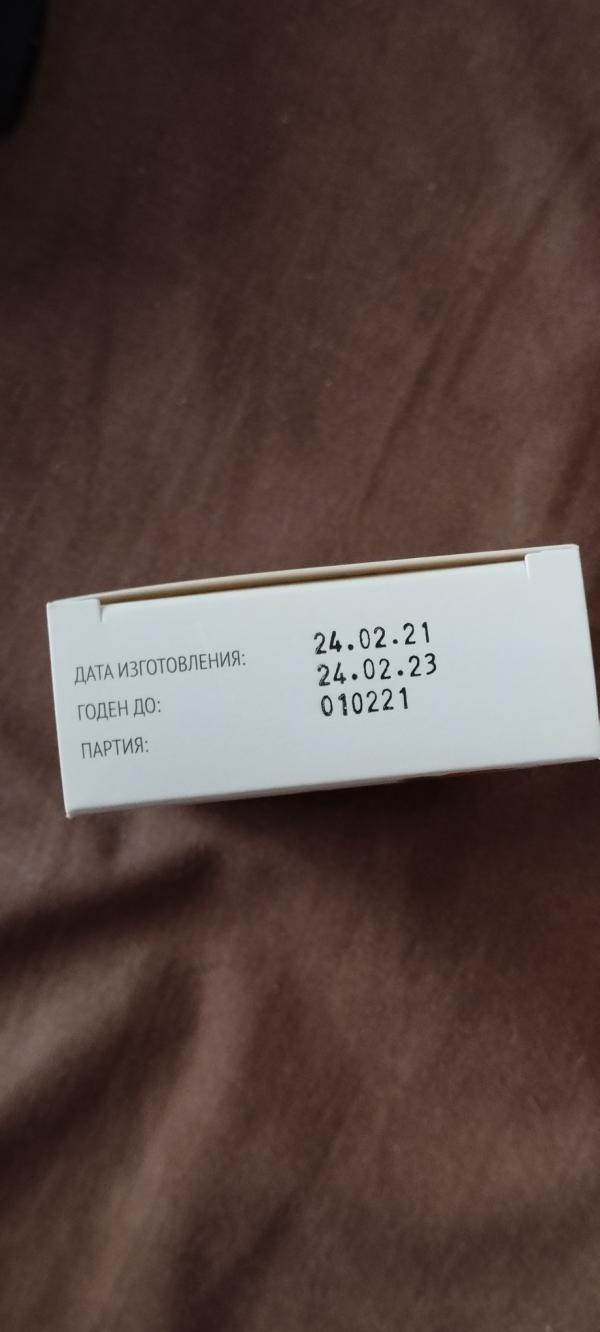 ДАТА ИЗГОТОВЛЕНИЯ: 24.02.21
ГОДЕН ДО: 24.02.23
ПАРТИЯ: 010221